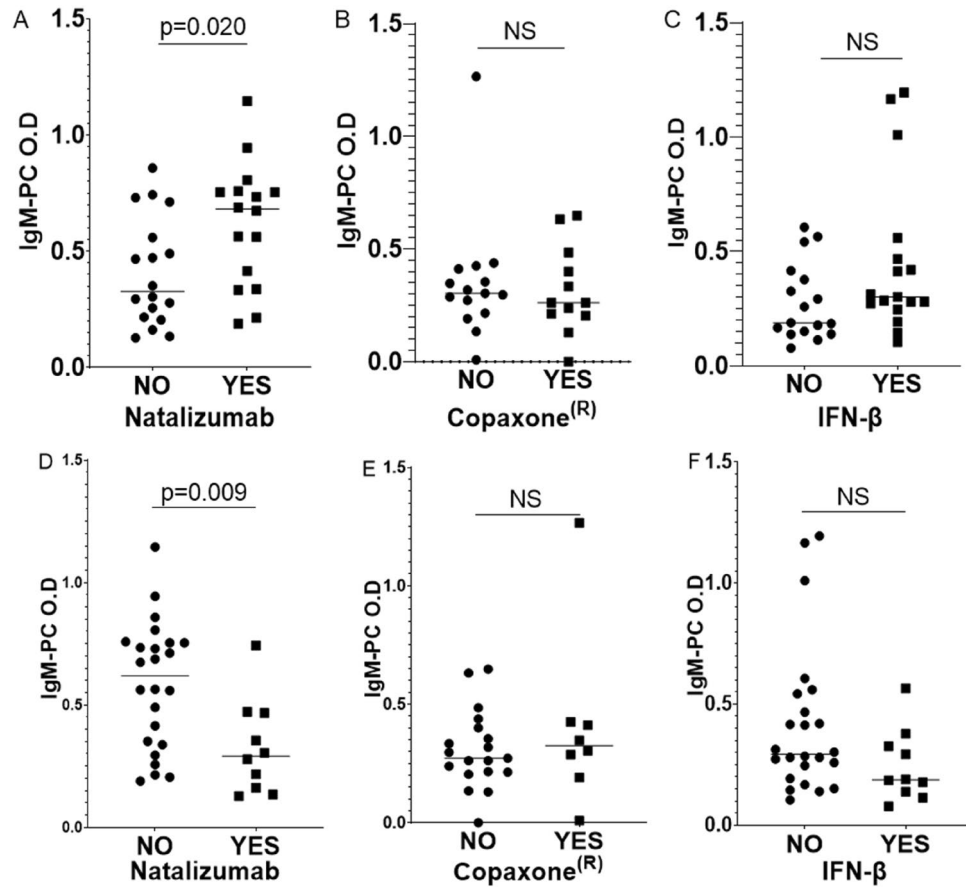 A
1.5
1.0
0.5
0.0
IgM-PC O.D
p=0.020
NO YES
Natalizumab
B
1.5
1.0
0.5
0.0
IgM-PC O.D
NS
NO YES
Copaxone(R)
C
1.5
1.0
0.5
0.0
IgM-PC O.D
NS
NO YES
IFN-β
D
1.5
1.0
0.5
0.0
IgM-PC O.D
p=0.009
NO YES
Natalizumab
E
1.5
1.0
0.5
0.0
IgM-PC O.D
NS
NO YES
Copaxone(R)
F
1.5
1.0
0.5
0.0
IgM-PC O.D
NS
NO YES
IFN-β